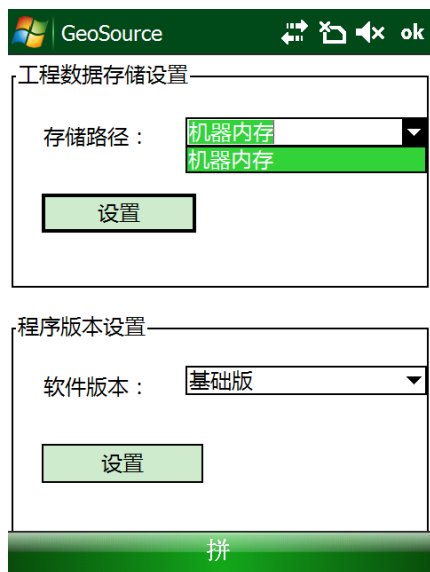 GeoSource ok
工程数据存储设置
存储路径： 机器内存
机器内存
设置
程序版本设置
软件版本： 基础版
设置
拼